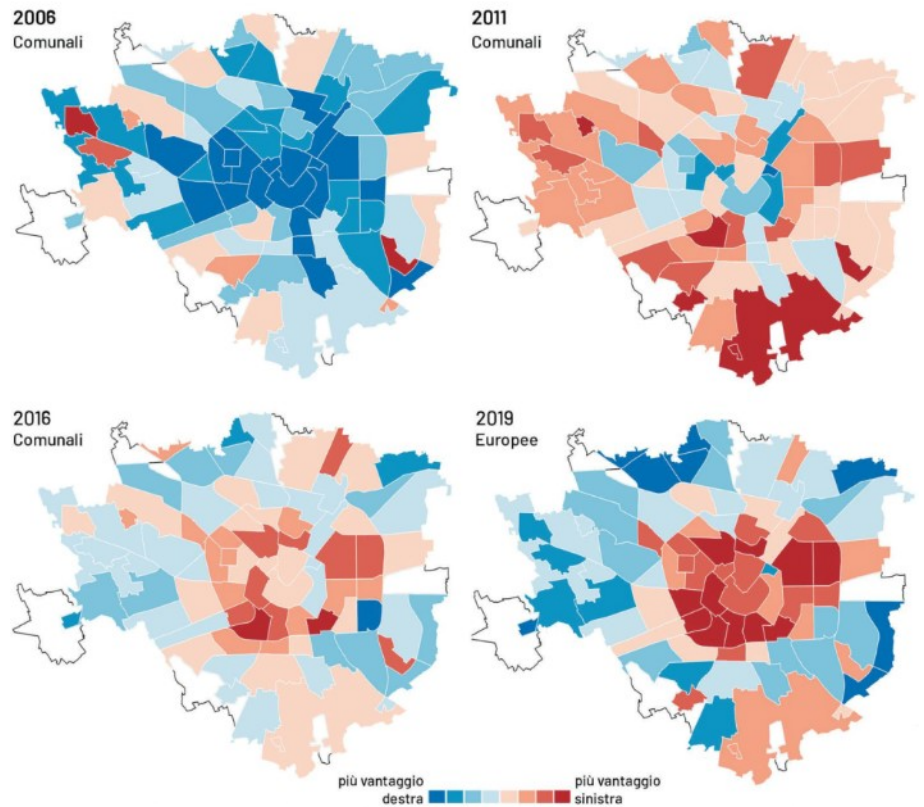 2006
Comunali
2011
Comunali
2016
Comunali
2019
Europee
più vantaggio
destra
più vantaggio
sinistra